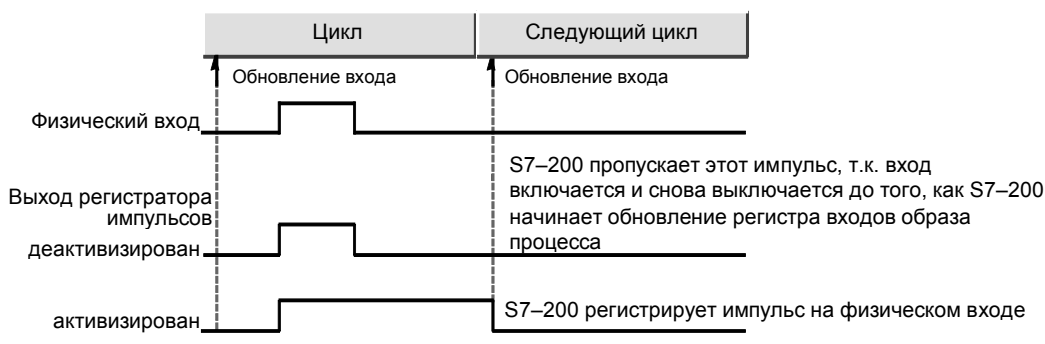 Цикл
Следующий цикл
Обновление входа
Обновление входа
Физический вход
S7–200 пропускает этот импульс, т.к. вход
включается и снова выключается до того, как S7–200
начинает обновление регистра входов образа
процесса
Выход регистратора
импульсов
деактивизирован
S7–200 регистрирует импульс на физическом входе
активизирован